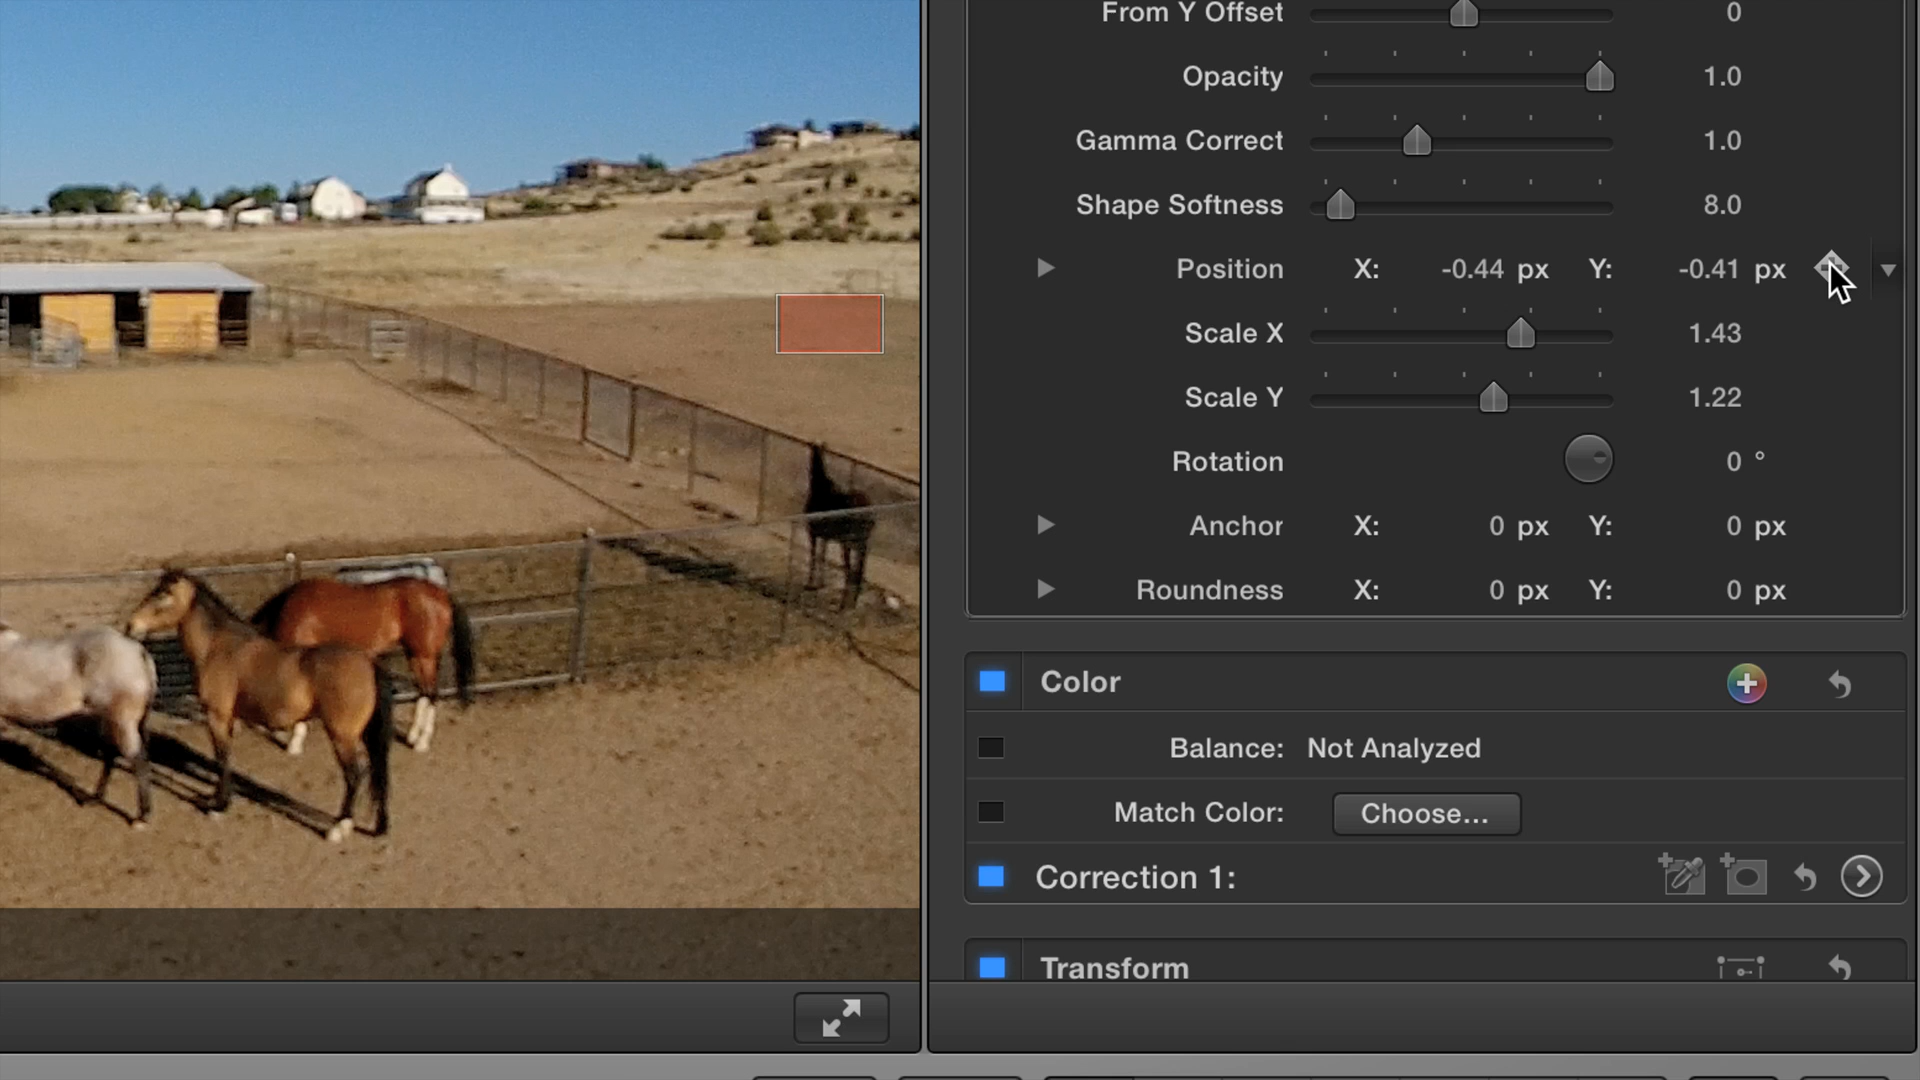 From Y Offset 0
Opacity 1.0
Gamma Correct 1.0
Shape Softness 8.0
Position X: -0.44 px Y: -0.41 px
Scale X 1.43
Scale Y 1.22
Rotation 0 °
Anchor X: 0 px Y: 0 px
Roundness X: 0 px Y: 0 px
Color
Balance: Not Analyzed
Match Color: Choose...
Correction 1:
Transform